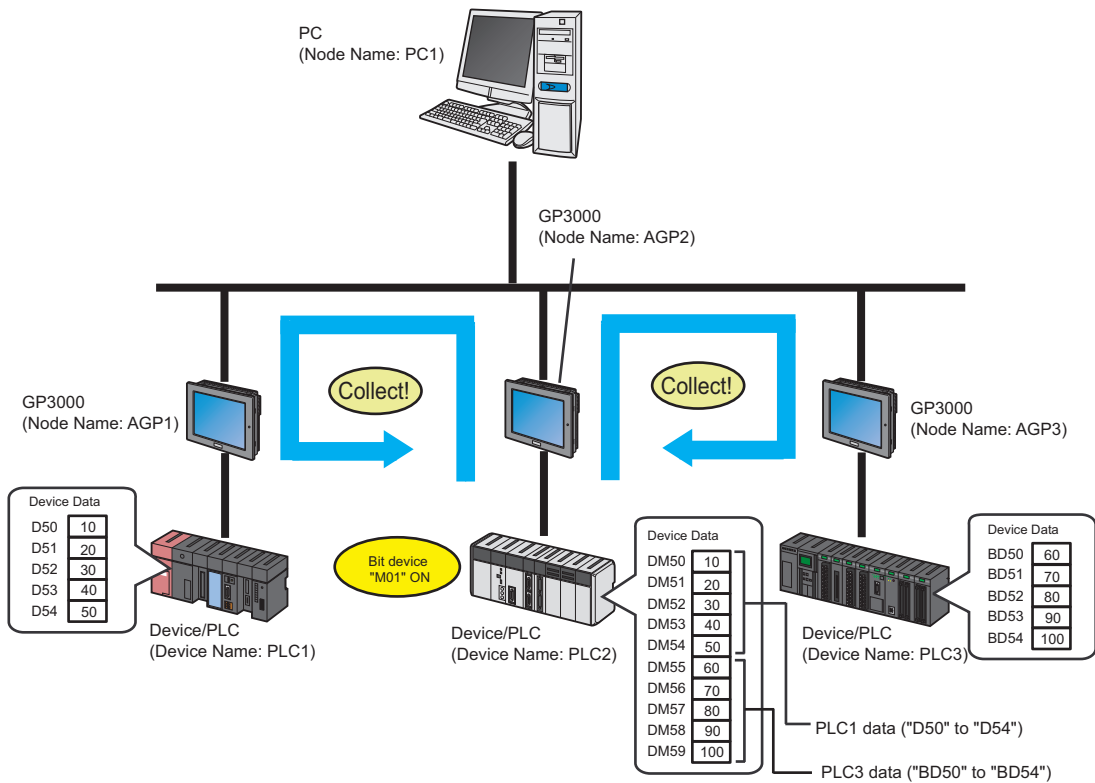 PC
(Node Name: PC1)
GP3000
(Node Name: AGP2)
Collect!
Collect!
GP3000
(Node Name: AGP1)
GP3000
(Node Name: AGP3)
Device Data
D50 10
D51 20
D52 30
D53 40
D54 50
Device/PLC
(Device Name: PLC1)
Bit device
"M01" ON
Device/PLC
(Device Name: PLC2)
Device Data
DM50 10
DM51 20
DM52 30
DM53 40
DM54 50
DM55 60
DM56 70
DM57 80
DM58 90
DM59 100
Device/PLC
(Device Name: PLC3)
Device Data
BD50 60
BD51 70
BD52 80
BD53 90
BD54 100
PLC1 data ("D50" to "D54")
PLC3 data ("BD50" to "BD54")